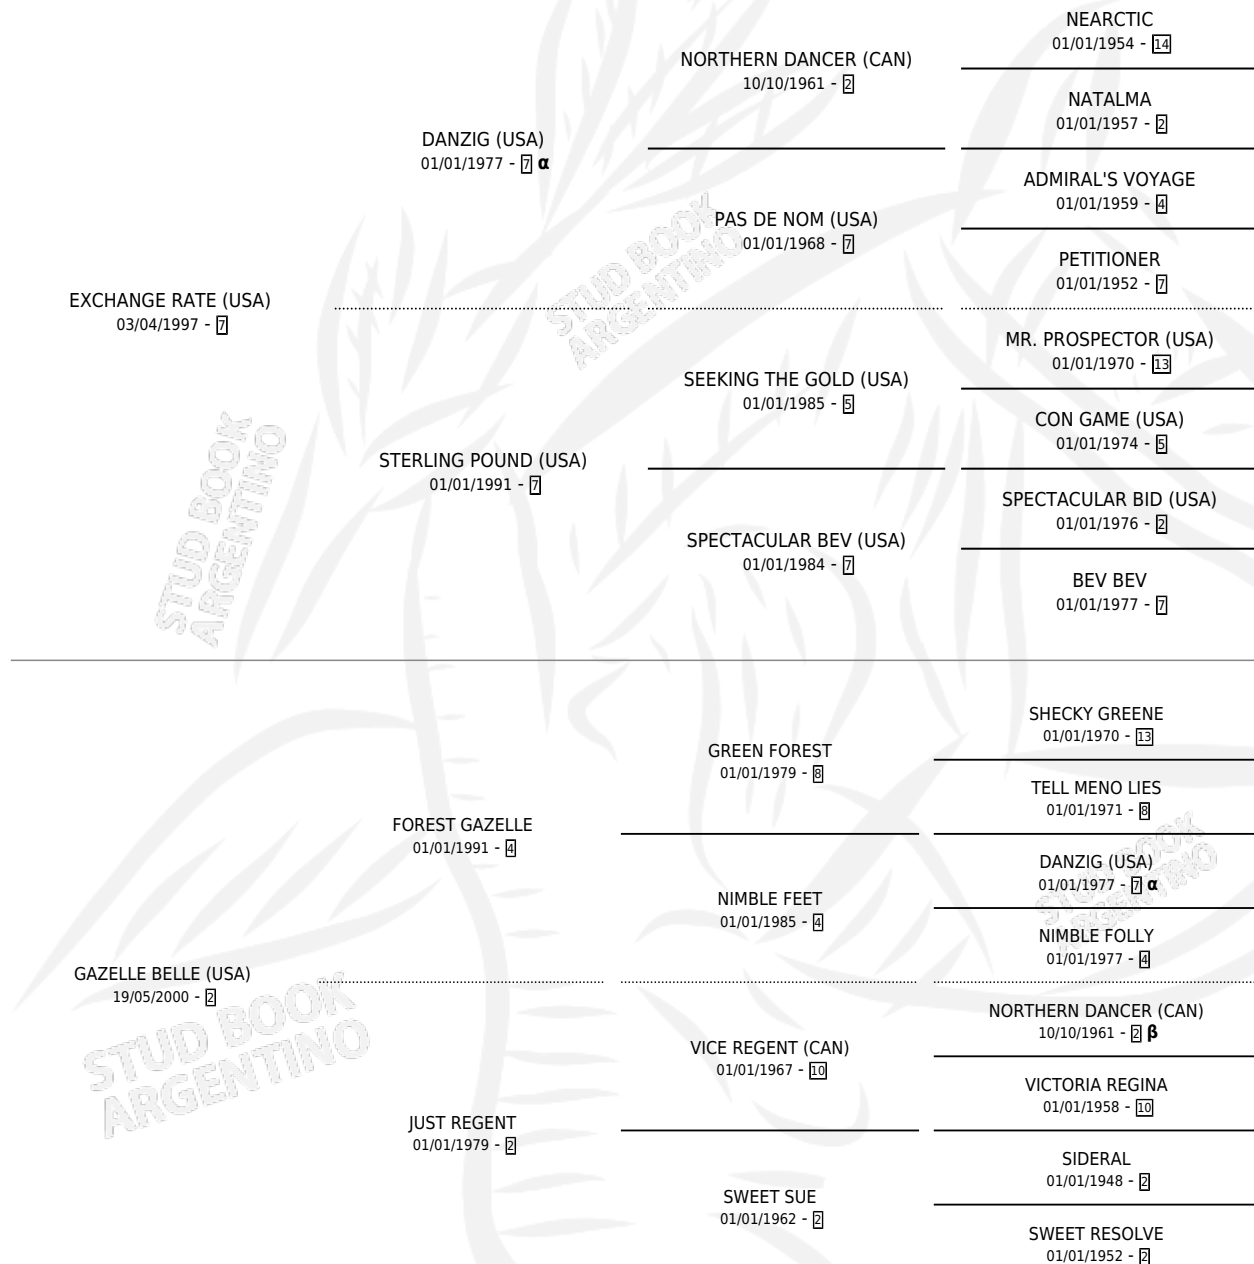 NEARCTIC
01/01/1954 - 14
NORTHERN DANCER (CAN)
10/10/1961 - 2
NATALMA
01/01/1957 - 2
DANZIG (USA)
01/01/1977 - 7 α
ADMIRAL'S VOYAGE
01/01/1959 - 4
PAS DE NOM (USA)
01/01/1968 - 7
PETITIONER
01/01/1952 - 7
EXCHANGE RATE (USA)
03/04/1997 - 7
STUD BOOK
ARGENTINO
MR. PROSPECTOR (USA)
01/01/1970 - 13
SEEKING THE GOLD (USA)
01/01/1985 - 5
CON GAME (USA)
01/01/1974 - 5
STERLING POUND (USA)
01/01/1991 - 7
SPECTACULAR BID (USA)
01/01/1976 - 2
SPECTACULAR BEV (USA)
01/01/1984 - 7
BEV BEV
01/01/1977 - 7
STUD BOOK
ARGENTINO
SHECKY GREENE
01/01/1970 - 13
GREEN FOREST
01/01/1979 - 8
TELL MENO LIES
01/01/1971 - 8
FOREST GAZELLE
01/01/1991 - 4
DANZIG (USA)
01/01/1977 - 7 α
NIMBLE FEET
01/01/1985 - 4
NIMBLE FOLLY
01/01/1977 - 4
STUD BOOK
ARGENTINO
GAZELLE BELLE (USA)
19/05/2000 - 2
NORTHERN DANCER (CAN)
10/10/1961 - 2 β
VICE REGENT (CAN)
01/01/1967 - 10
VICTORIA REGINA
01/01/1958 - 10
STUD BOOK
ARGENTINO
JUST REGENT
01/01/1979 - 2
SIDERAL
01/01/1948 - 2
SWEET SUE
01/01/1962 - 2
SWEET RESOLVE
01/01/1952 - 2